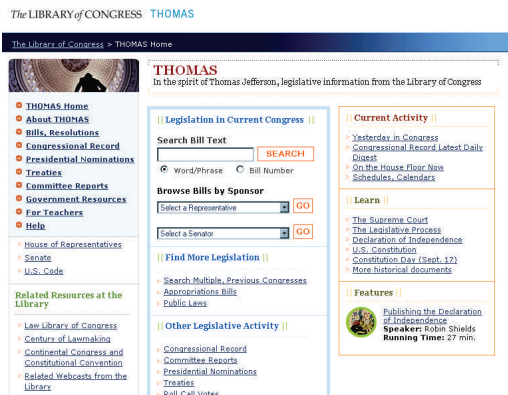 The LIBRARY of CONGRESS THOMAS
The Library of Congress > THOMAS Home
THOMAS Home
About THOMAS
Bills, Resolutions
Congressional Record
Presidential Nominations
Treaties
Committee Reports
Government Resources
For Teachers
Help
House of Representatives
Senate
U.S. Code
Related Resources at the
Library
Law Library of Congress
Century of Lawmaking
Continental Congress and
Constitutional Convention
Related Webcasts from the
Library
THOMAS
In the spirit of Thomas Jefferson, legislative information from the Library of Congress
|| Legislation in Current Congress ||
Search Bill Text
SEARCH
Word/Phrase Bill Number
Browse Bills by Sponsor
Select a Representative GO
Select a Senator GO
|| Find More Legislation ||
Search Multiple, Previous Congresses
Appropriations Bills
Public Laws
|| Other Legislative Activity ||
Congressional Record
Committee Reports
Presidential Nominations
Treaties
Roll Call Votes
|| Current Activity ||
Yesterday in Congress
Congressional Record Latest Daily
Digest
On the House Floor Now
Schedules, Calendars
|| Learn ||
The Supreme Court
The Legislative Process
Declaration of Independence
U.S. Constitution
Constitution Day (Sept. 17)
More historical documents
|| Features ||
Publishing the Declaration
of Independence
Speaker: Robin Shields
Running Time: 27 min.